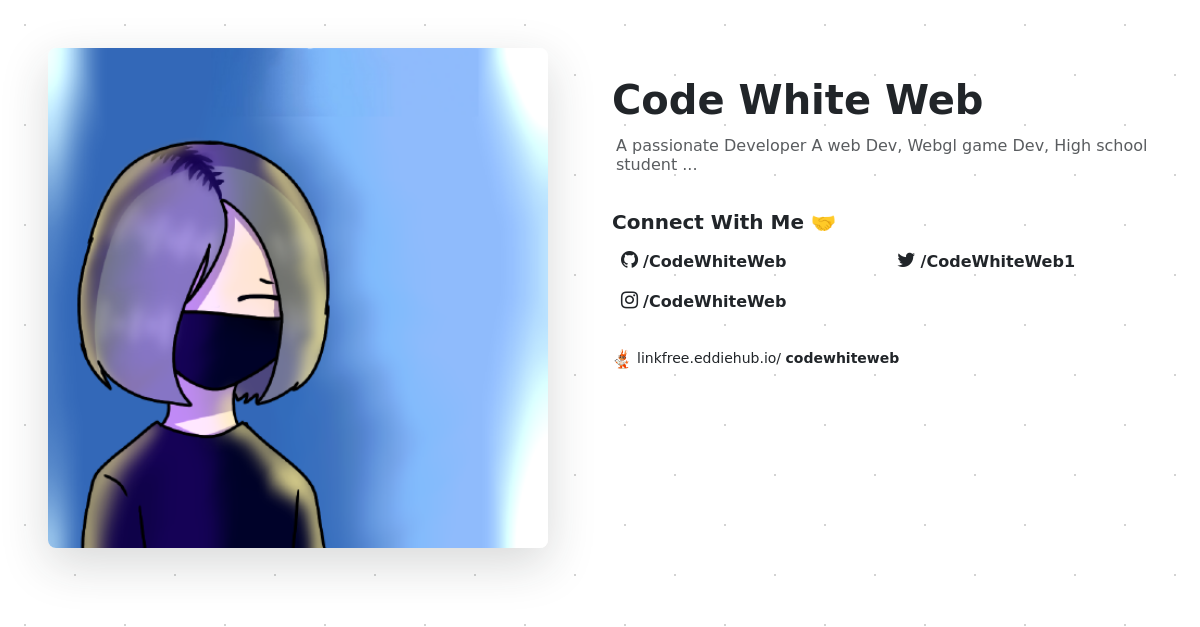 Code White Web
A passionate Developer A web Dev, Webgl game Dev, High school
student ...
Connect With Me 🤝
/CodeWhiteWeb
/CodeWhiteWeb1
/CodeWhiteWeb
linkfree.eddiehub.io/ codewhiteweb